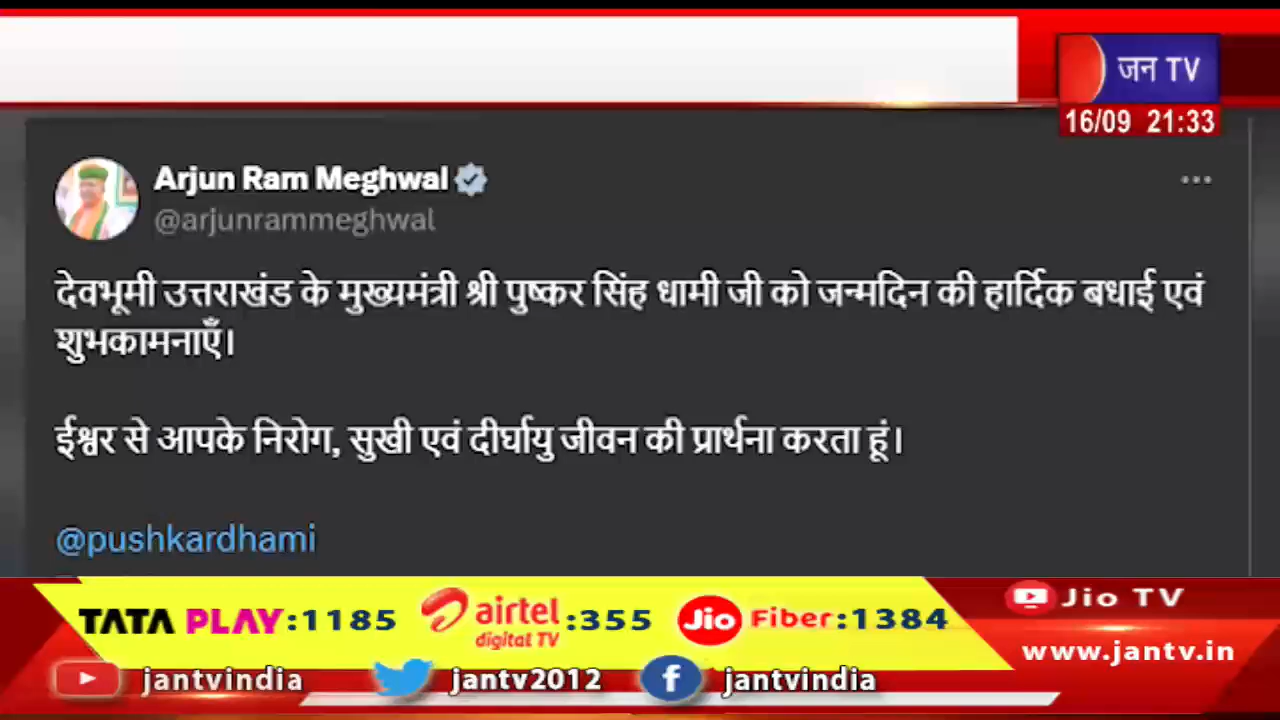 जन TV
16/09 21:33
Arjun Ram Meghwal
@arjunrammeghwal
देवभूमी उत्तराखंड के मुख्यमंत्री श्री पुष्कर सिंह धामी जी को जन्मदिन की हार्दिक बधाई एवं
शुभकामनाएँ।
ईश्वर से आपके निरोग, सुखी एवं दीर्घायु जीवन की प्रार्थना करता हूं।
@pushkardhami
TATA PLAY:1185 airtel digital TV :355 Jio Fiber:1384
Jio TV
www.jantv.in
jantvindia jantv2012 jantvindia